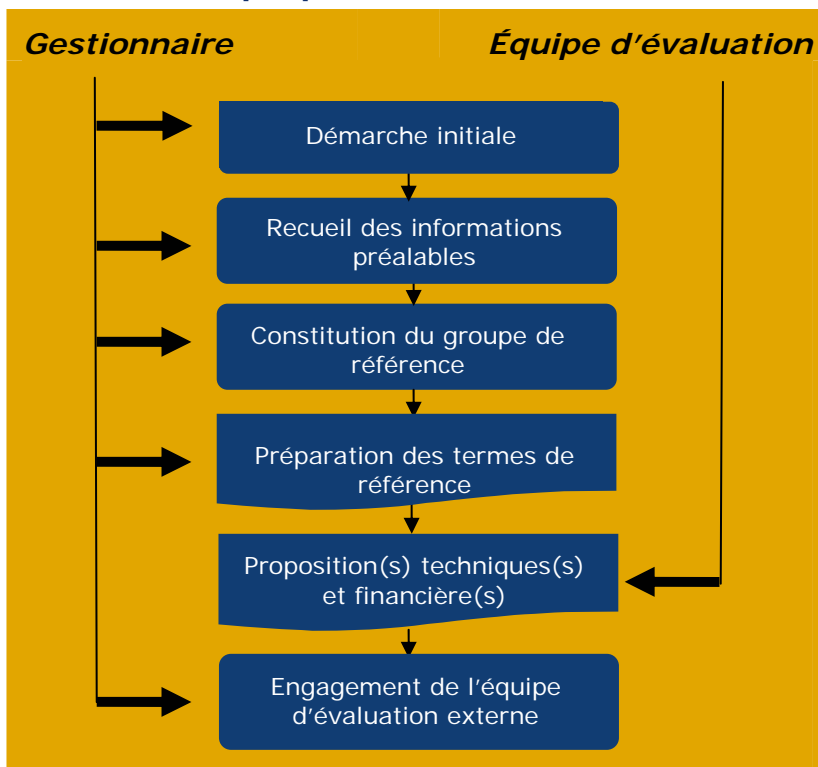 Gestionnaire
Équipe d'évaluation
Démarche initiale
Recueil des informations
préalables
Constitution du groupe de
référence
Préparation des termes de
référence
Proposition(s) techniques(s)
et financière(s)
Engagement de l'équipe
d'évaluation externe